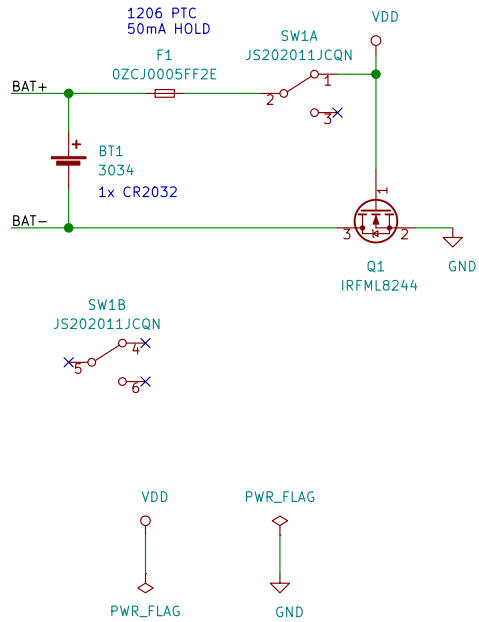 1206 PTC
50mA HOLD
F1
0ZCJ0005FF2E
SW1A
JS202011JCQN
VDD
BAT+
2
1
3
+
BT1
3034
1x CR2032
BAT-
1
3
2
Q1
IRFML8244
GND
SW1B
JS202011JCQN
5
4
6
VDD
PWR_FLAG
PWR_FLAG
GND